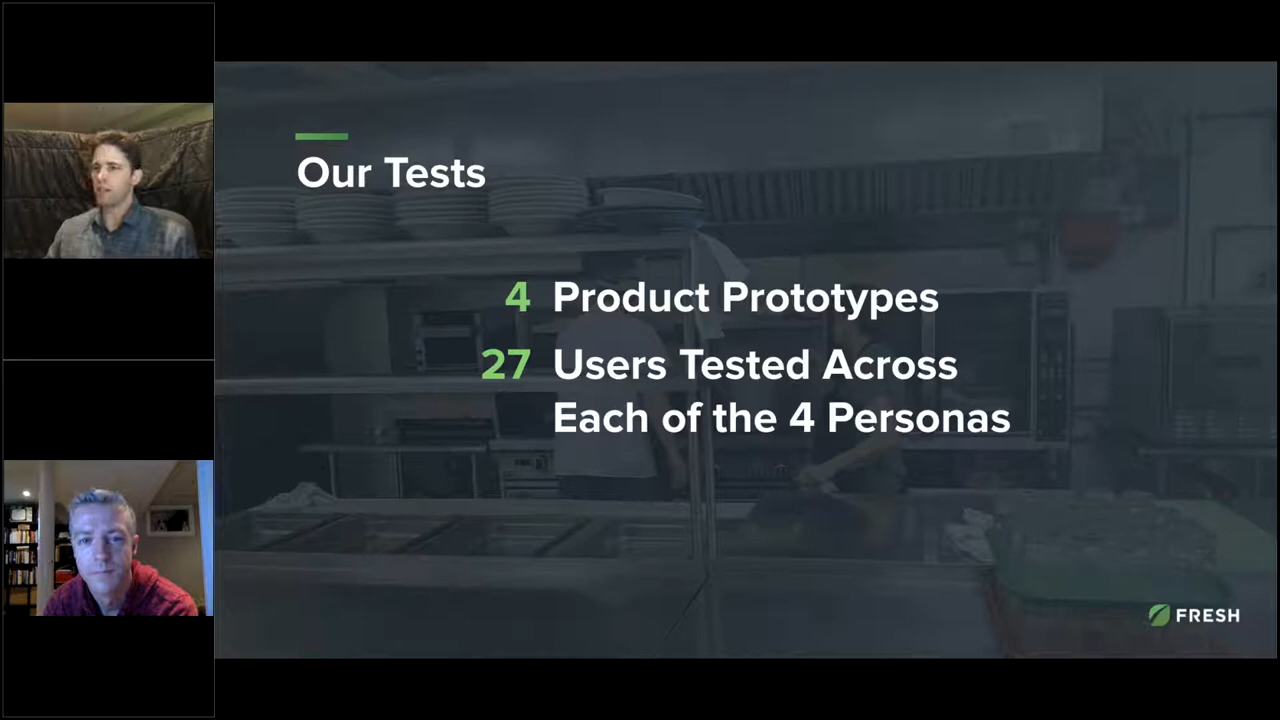 Our Tests
4 Product Prototypes
27 Users Tested Across
Each of the 4 Personas
FRESH